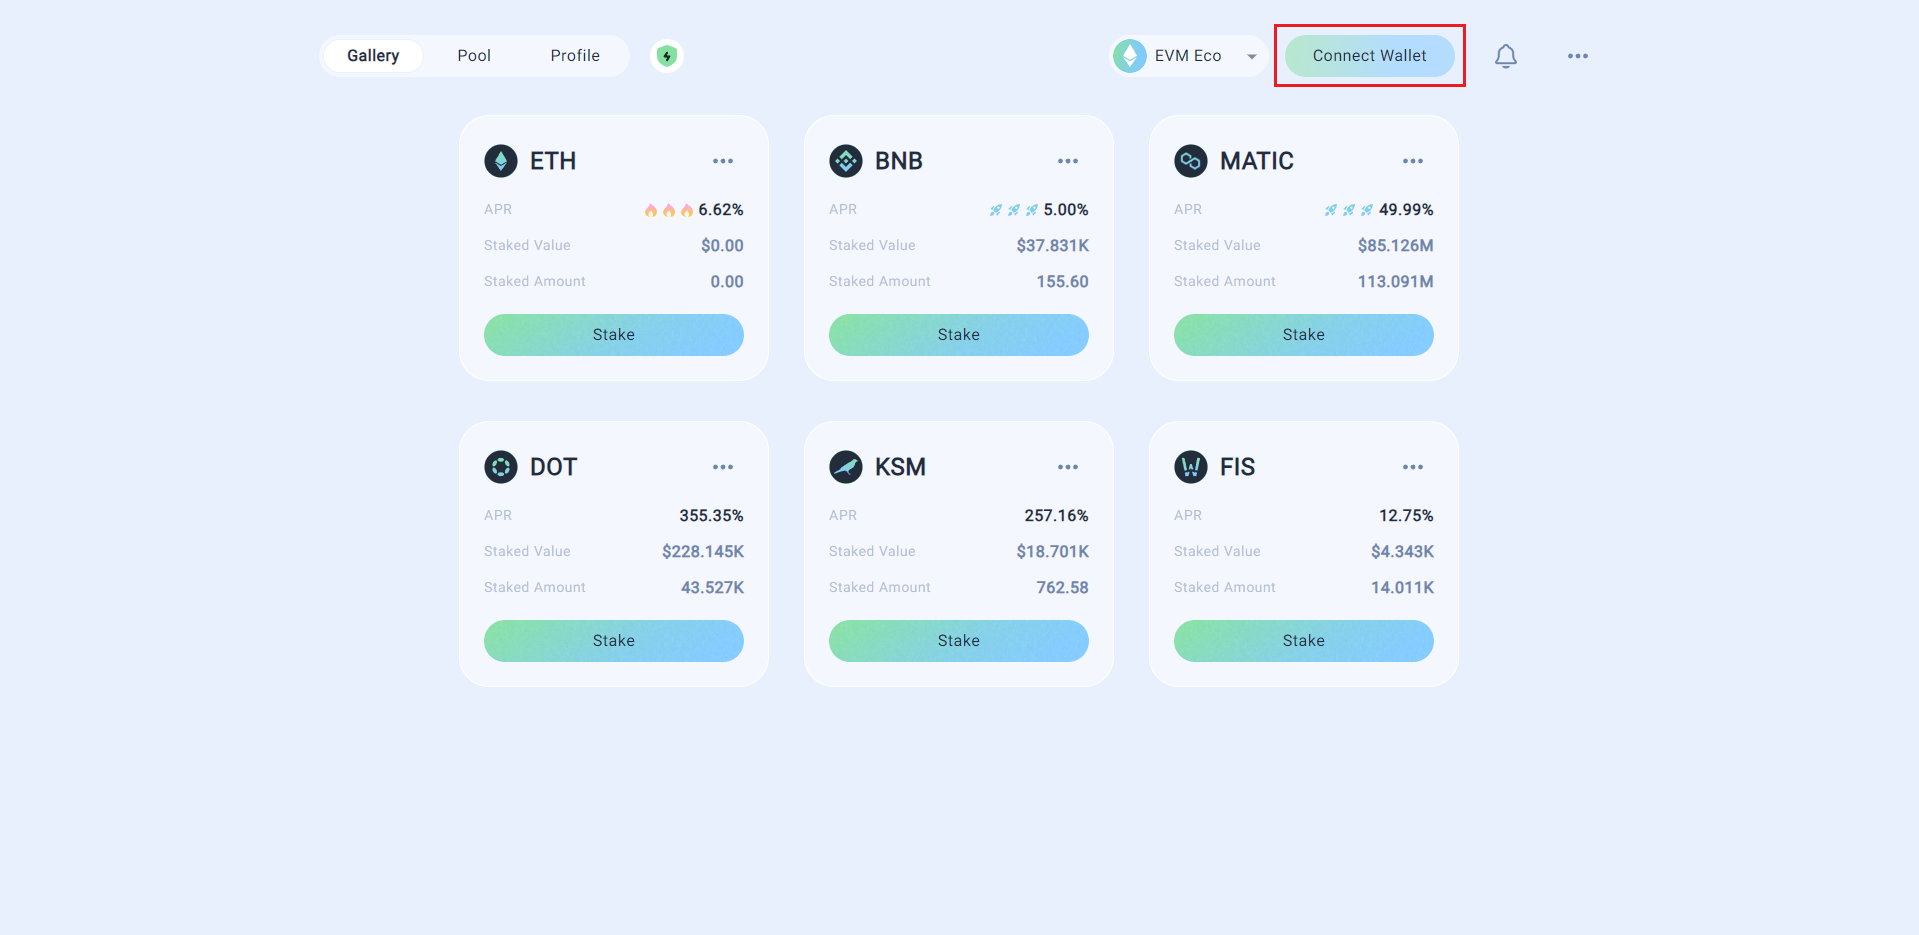 Gallery Pool Profile EVM Eco Connect Wallet
ETH
APR 6.62%
Staked Value $0.00
Staked Amount 0.00
Stake
BNB
APR 5.00%
Staked Value $37.831K
Staked Amount 155.60
Stake
MATIC
APR 49.99%
Staked Value $85.126M
Staked Amount 113.091M
Stake
DOT
APR 355.35%
Staked Value $228.145K
Staked Amount 43.527K
Stake
KSM
APR 257.16%
Staked Value $18.701K
Staked Amount 762.58
Stake
FIS
APR 12.75%
Staked Value $4.343K
Staked Amount 14.011K
Stake